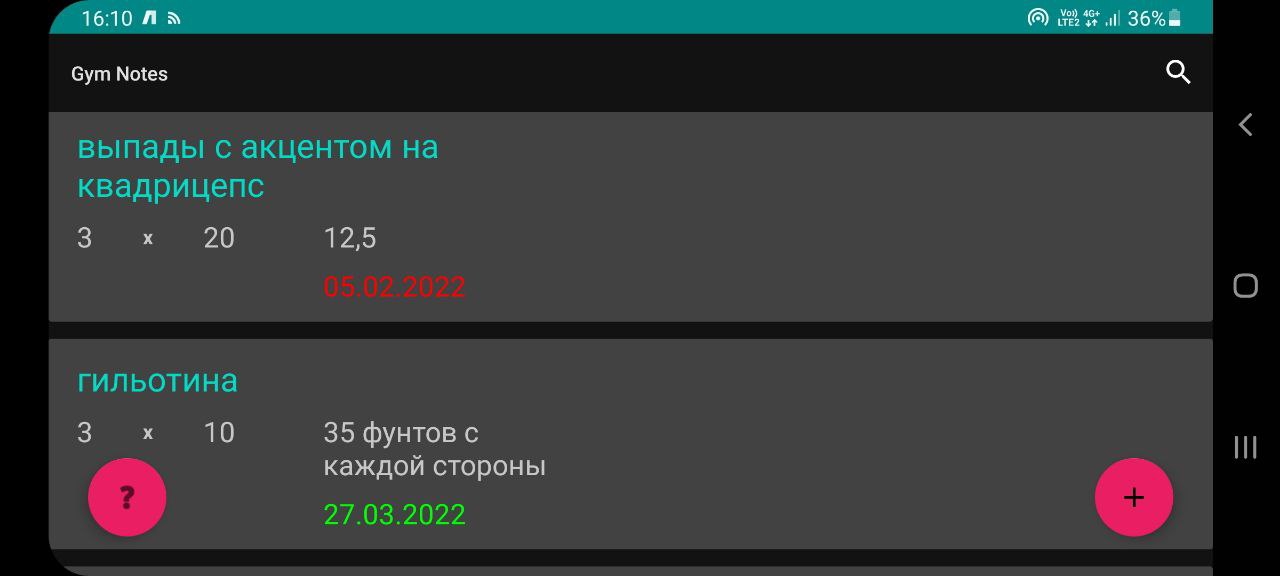 16:10 Vo)) LTE2 4G+ 36%
Gym Notes
выпады с акцентом на
квадрицепс
3 x 20 12,5
05.02.2022
гильотина
3 x 10 35 фунтов с
каждой стороны
? +
27.03.2022